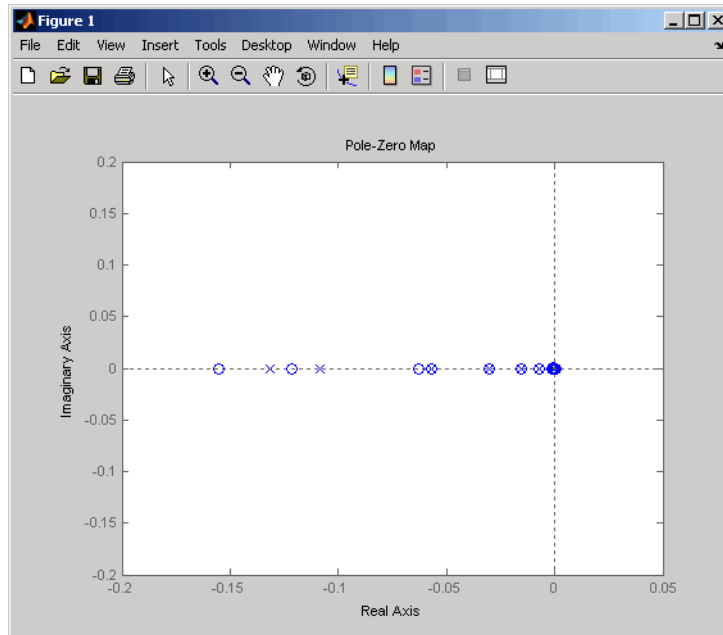 Figure 1
File Edit View Insert Tools Desktop Window Help
Pole-Zero Map
0.2
0.15
0.1
0.05
0
-0.05
-0.1
-0.15
-0.2
-0.2 -0.15 -0.1 -0.05 0 0.05
Imaginary Axis
Real Axis